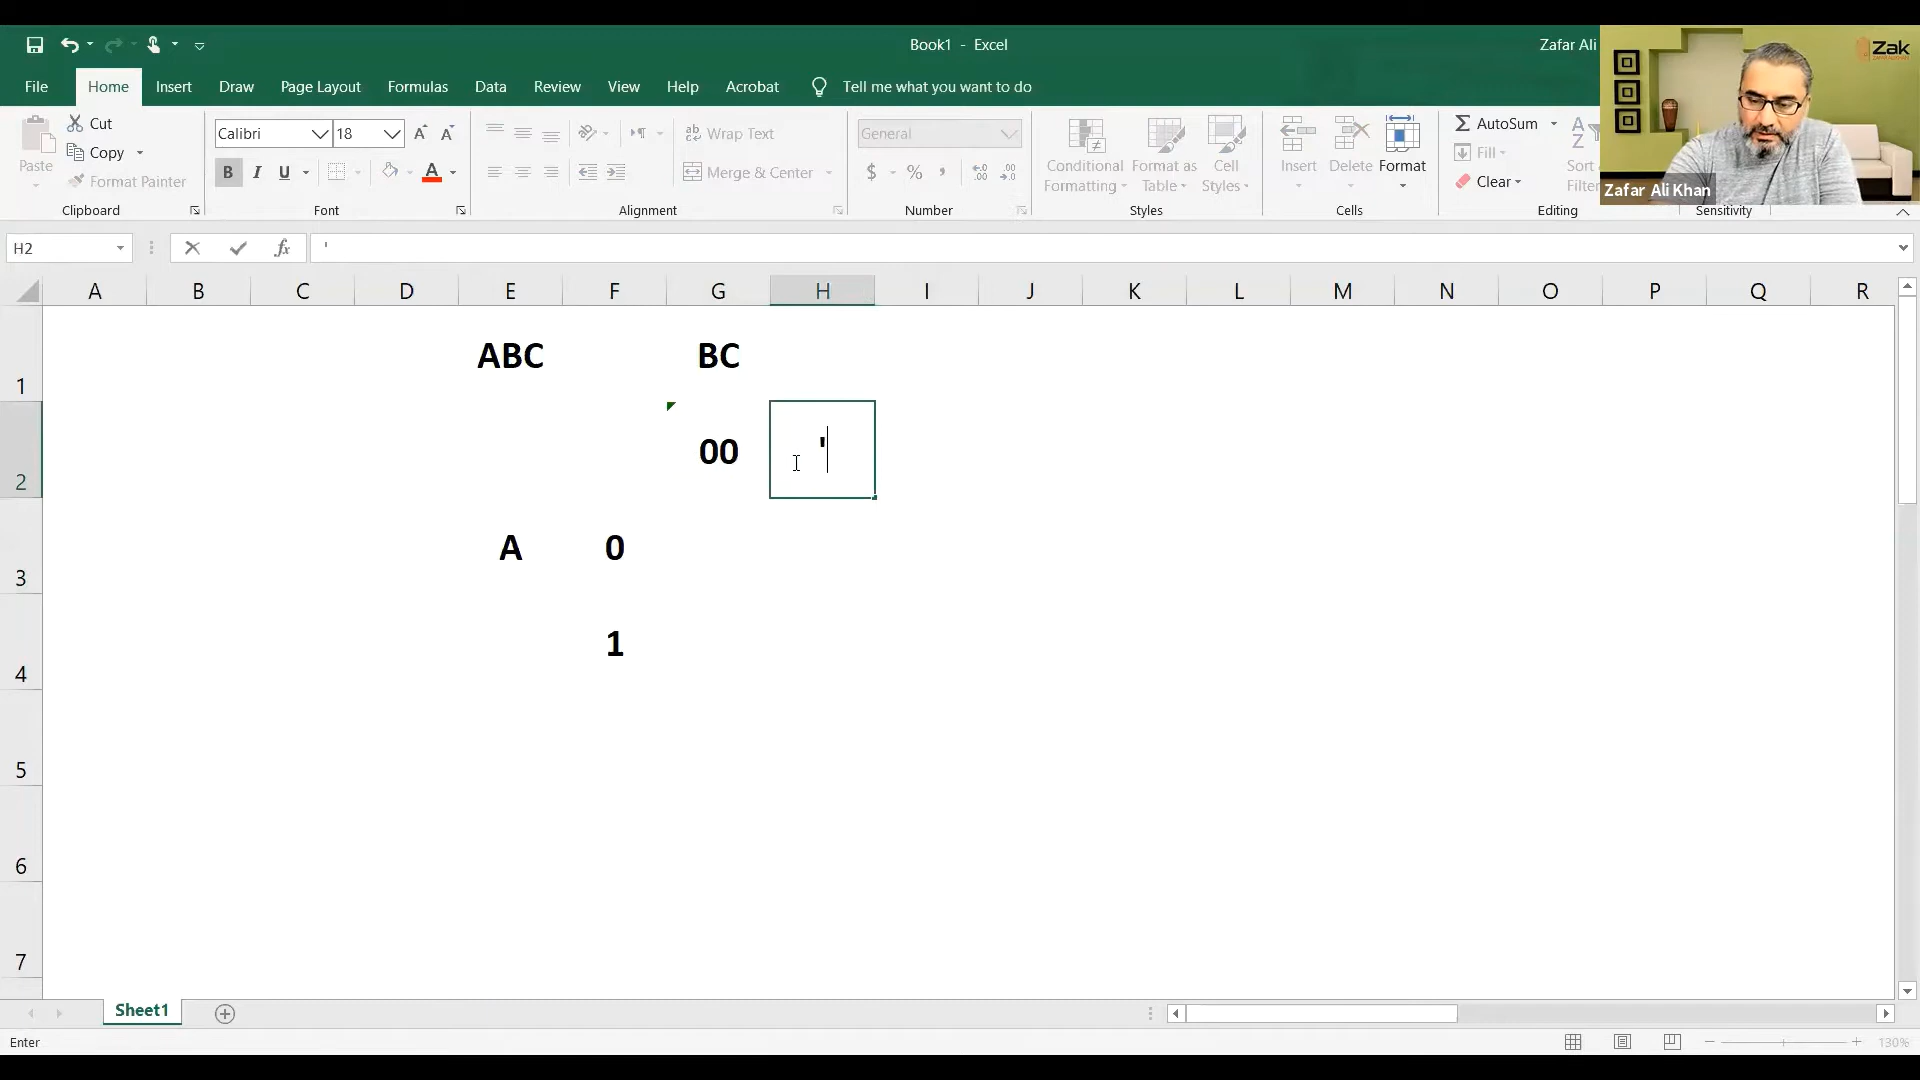 Book1 - Excel
Zafar Ali
Zak
File Home Insert Draw Page Layout Formulas Data Review View Help Acrobat Tell me what you want to do
Paste
Cut
Copy
Format Painter
Clipboard
Calibri 18
B I U A
Font
ab Wrap Text
Merge & Center
Alignment
General
$ % ,
Number
Conditional Formatting
Format as Table
Cell Styles
Styles
Insert Delete Format
Cells
AutoSum
Fill
Clear
Sort
Filter
Editing
Zafar Ali Khan
Sensitivity
H2 fx '
A B C D E F G H I J K L M N O P Q R
1 ABC BC
2 00 '
3 A 0
4 1
5
6
7
Sheet1
Enter 130%